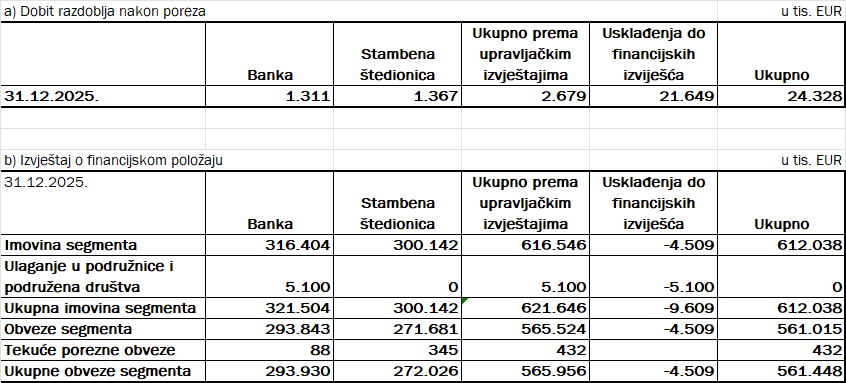 a) Dobit razdoblja nakon poreza u tis. EUR
Banka Stambena štedionica Ukupno prema upravljačkim izvještajima Usklađenja do financijskih izviješća Ukupno
31.12.2025. 1.311 1.367 2.679 21.649 24.328
b) Izvještaj o financijskom položaju u tis. EUR
31.12.2025. Banka Stambena štedionica Ukupno prema upravljačkim izvještajima Usklađenja do financijskih izviješća Ukupno
Imovina segmenta 316.404 300.142 616.546 -4.509 612.038
Ulaganje u podružnice i podružena društva 5.100 0 5.100 -5.100 0
Ukupna imovina segmenta 321.504 300.142 621.646 -9.609 612.038
Obveze segmenta 293.843 271.681 565.524 -4.509 561.015
Tekuće porezne obveze 88 345 432 432
Ukupne obveze segmenta 293.930 272.026 565.956 -4.509 561.448